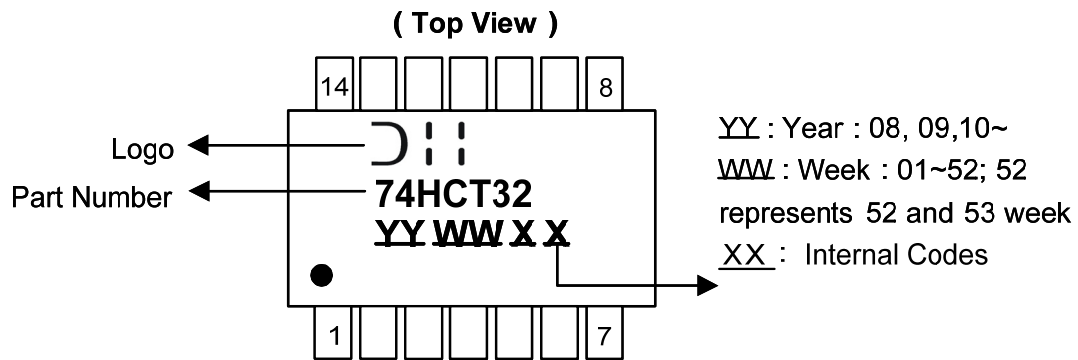 ( Top View )
14 8
Logo
Part Number
74HCT32
YY WW X X
1 7
YY : Year : 08, 09,10~
WW : Week : 01~52; 52
represents 52 and 53 week
XX : Internal Codes